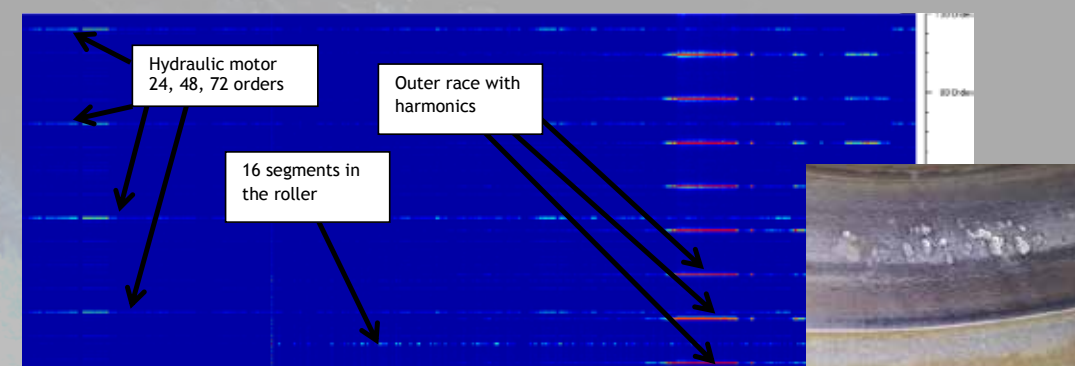 Hydraulic motor
24, 48, 72 orders
Outer race with
harmonics
16 segments in
the roller